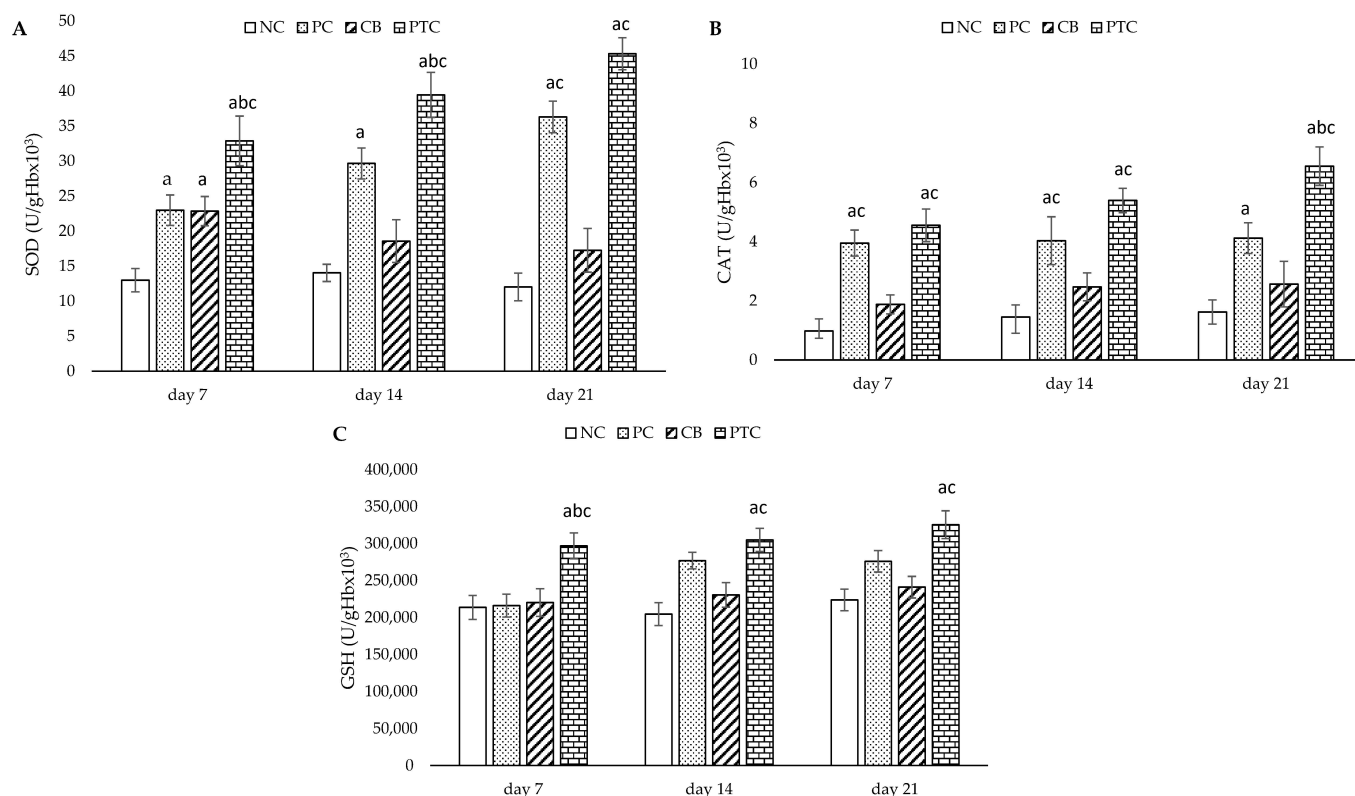 A
NC PC CB PTC
SOD (U/gHbx10³)
50
45
40
35
30
25
20
15
10
5
0
a
a
abc
a
abc
ac
ac
day 7
day 14
day 21
B
NC PC CB PTC
CAT (U/gHbx10³)
10
8
6
4
2
0
ac
ac
ac
ac
a
abc
day 7
day 14
day 21
C
NC PC CB PTC
GSH (U/gHbx10³)
400,000
350,000
300,000
250,000
200,000
150,000
100,000
50,000
0
abc
ac
ac
day 7
day 14
day 21